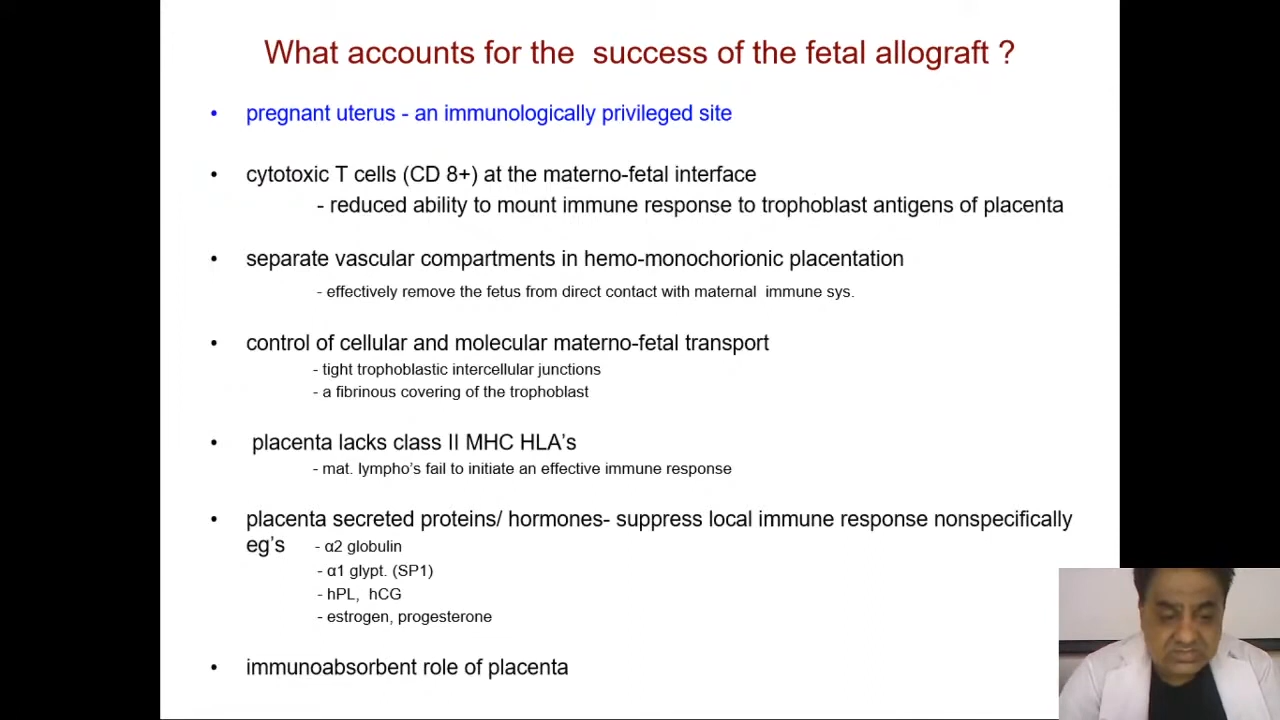 What accounts for the success of the fetal allograft ?
• pregnant uterus - an immunologically privileged site
• cytotoxic T cells (CD 8+) at the materno-fetal interface
- reduced ability to mount immune response to trophoblast antigens of placenta
• separate vascular compartments in hemo-monochorionic placentation
- effectively remove the fetus from direct contact with maternal immune sys.
• control of cellular and molecular materno-fetal transport
- tight trophoblastic intercellular junctions
- a fibrinous covering of the trophoblast
• placenta lacks class II MHC HLA's
- mat. lympho's fail to initiate an effective immune response
• placenta secreted proteins/ hormones- suppress local immune response nonspecifically
eg's - α2 globulin
- α1 glypt. (SP1)
- hPL, hCG
- estrogen, progesterone
• immunoabsorbent role of placenta